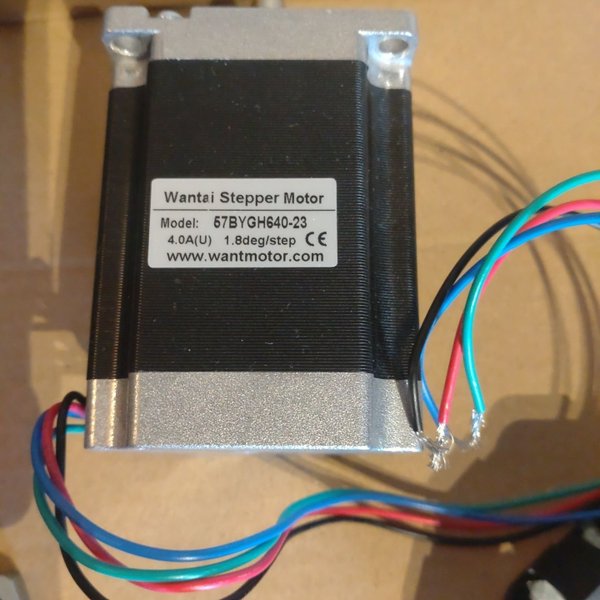 Wantai Stepper Motor
Model: 57BYGH640-23
4.0A(U) 1.8deg/step CE
www.wantmotor.com